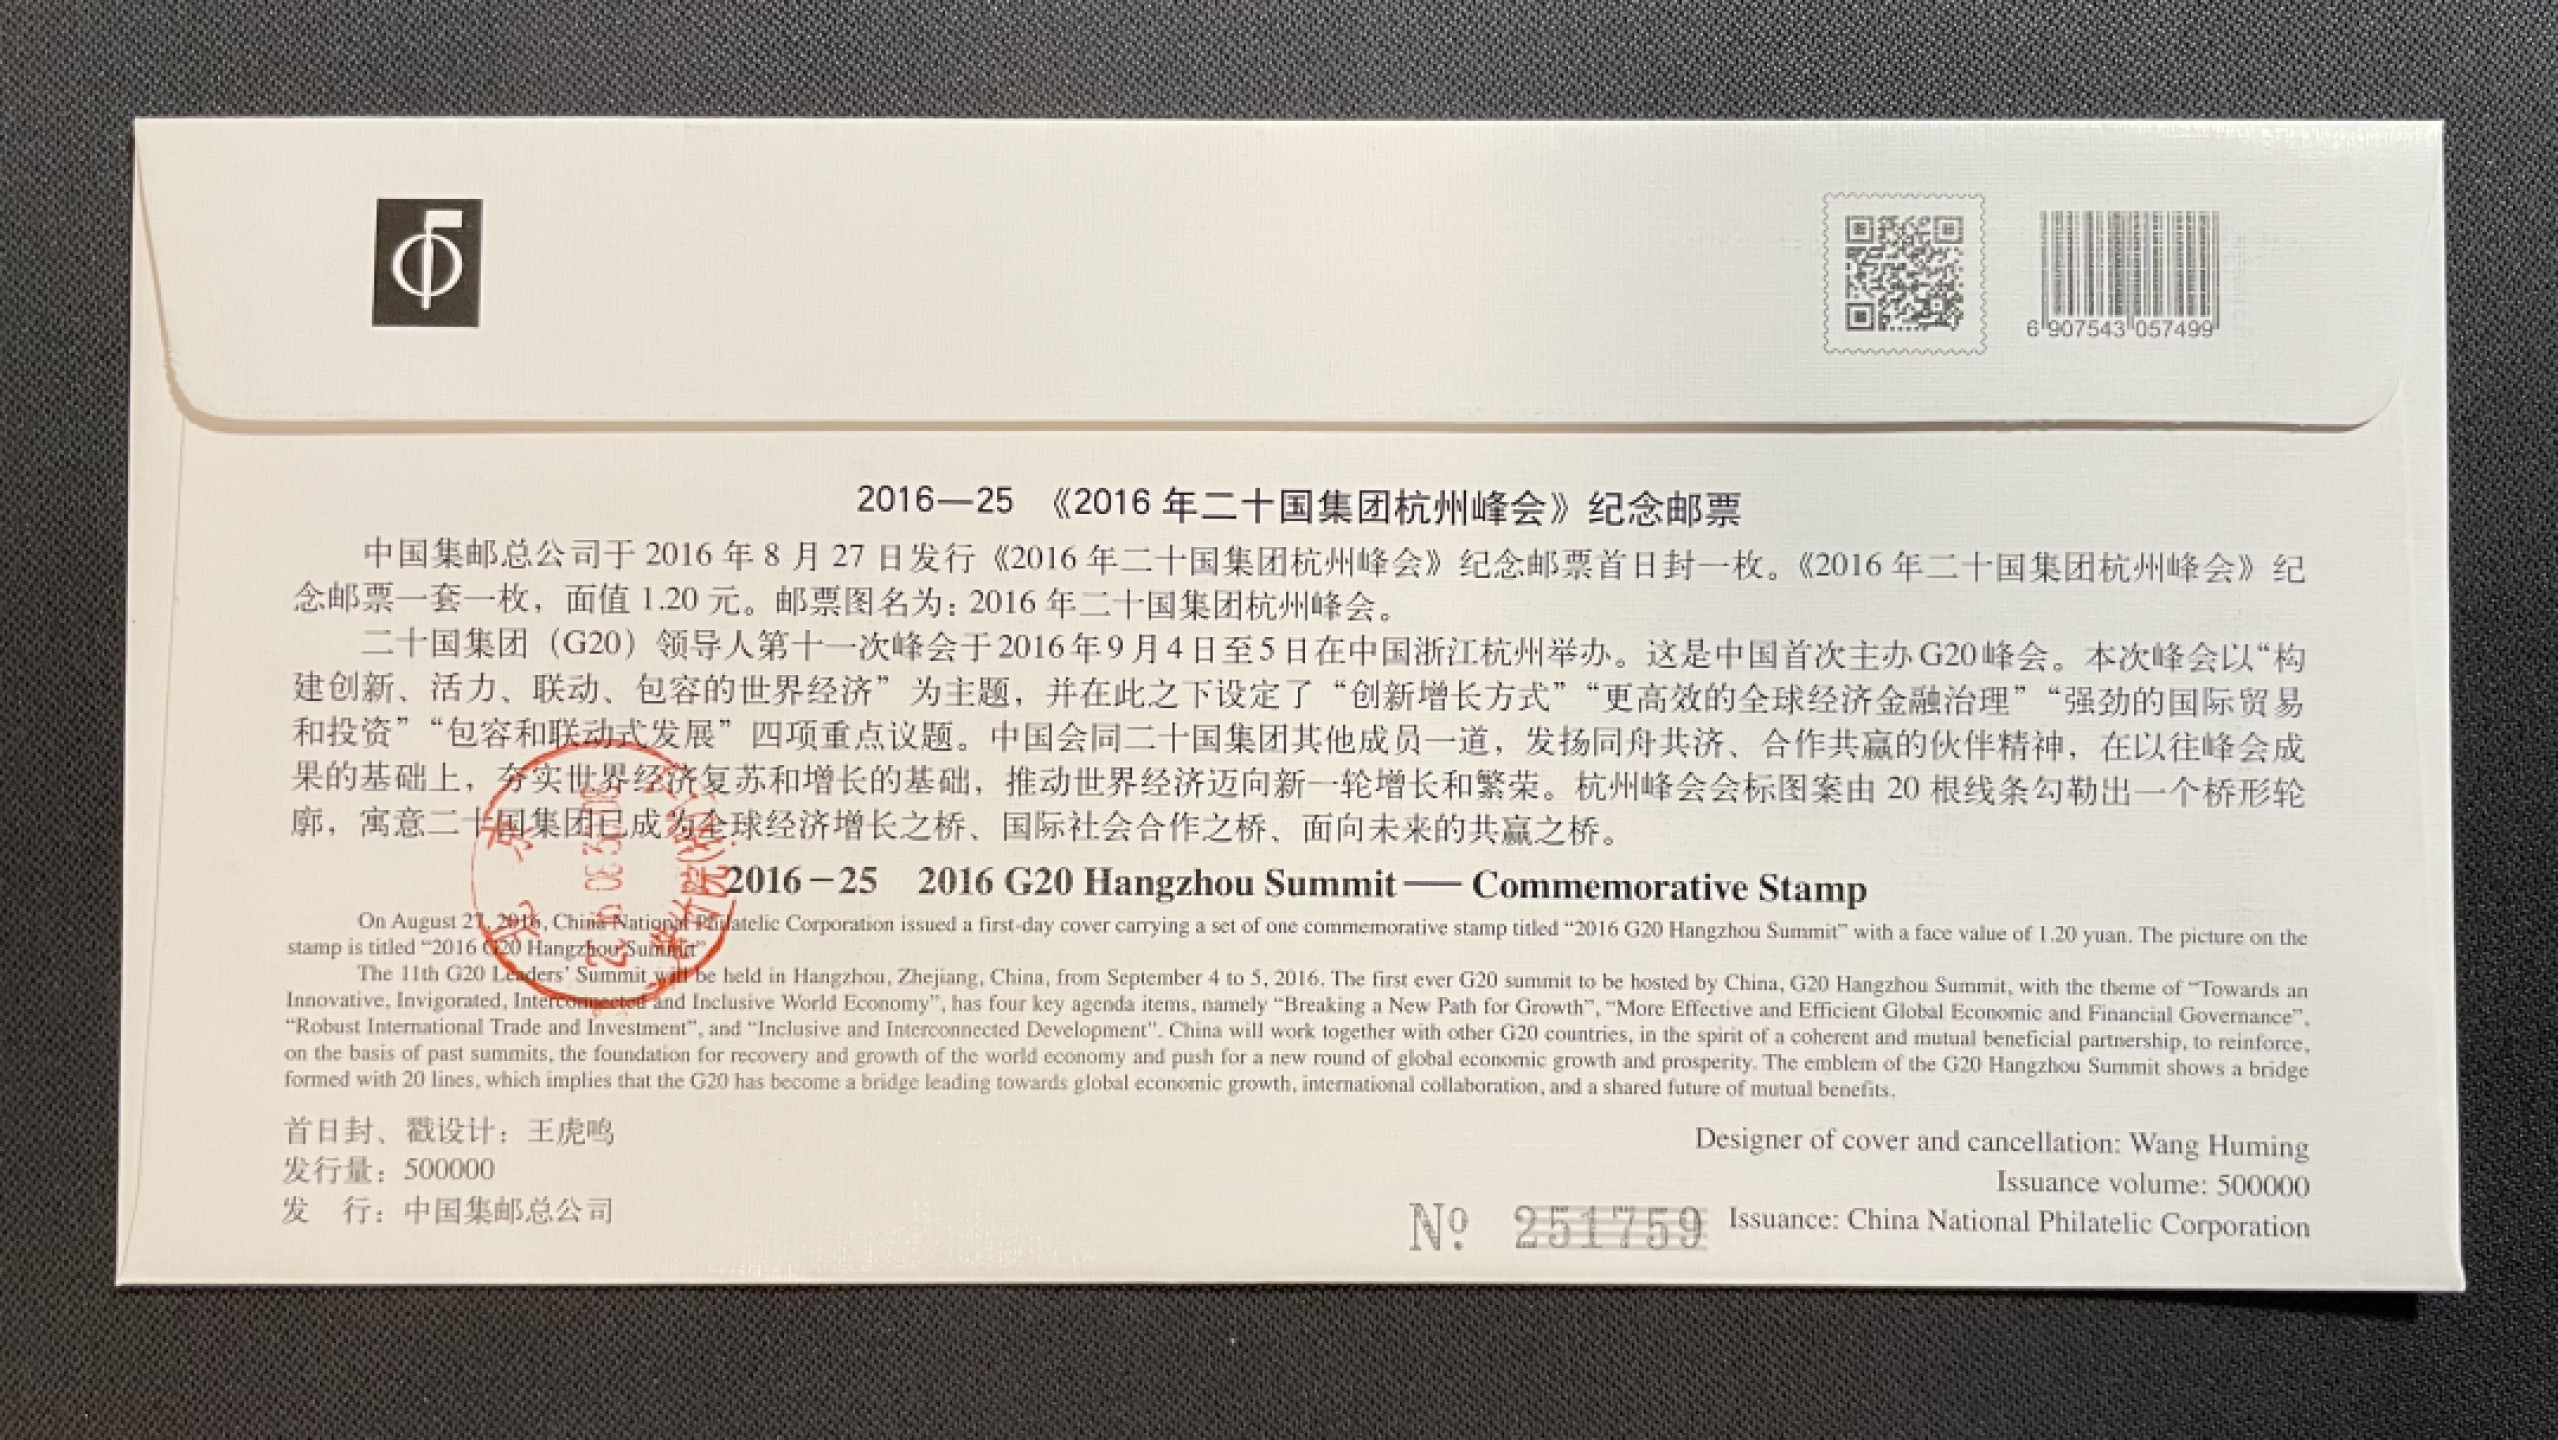 6 907543 057499
2016—25 《2016 年二十国集团杭州峰会》纪念邮票
中国集邮总公司于 2016 年 8 月 27 日发行《2016 年二十国集团杭州峰会》纪念邮票首日封一枚。《2016 年二十国集团杭州峰会》纪
念邮票一套一枚，面值 1.20 元。邮票图名为：2016 年二十国集团杭州峰会。
二十国集团（G20）领导人第十一次峰会于2016年9月4日至5日在中国浙江杭州举办。这是中国首次主办G20峰会。本次峰会以“构
建创新、活力、联动、包容的世界经济”为主题，并在此之下设定了“创新增长方式”“更高效的全球经济金融治理”“强劲的国际贸易
和投资”“包容和联动式发展”四项重点议题。中国会同二十国集团其他成员一道，发扬同舟共济、合作共赢的伙伴精神，在以往峰会成
果的基础上，夯实世界经济复苏和增长的基础，推动世界经济迈向新一轮增长和繁荣。杭州峰会会标图案由 20 根线条勾勒出一个桥形轮
廓，寓意二十国集团已成为全球经济增长之桥、国际社会合作之桥、面向未来的共赢之桥。
北京
2016-25 2016 G20 Hangzhou Summit — Commemorative Stamp
On August 27, 2016, China National Philatelic Corporation issued a first-day cover carrying a set of one commemorative stamp titled “2016 G20 Hangzhou Summit” with a face value of 1.20 yuan. The picture on the
stamp is titled “2016 G20 Hangzhou Summit”
The 11th G20 Leaders’ Summit will be held in Hangzhou, Zhejiang, China, from September 4 to 5, 2016. The first ever G20 summit to be hosted by China, G20 Hangzhou Summit, with the theme of “Towards an
Innovative, Invigorated, Interconnected and Inclusive World Economy”, has four key agenda items, namely “Breaking a New Path for Growth”, “More Effective and Efficient Global Economic and Financial Governance”,
“Robust International Trade and Investment”, and “Inclusive and Interconnected Development”. China will work together with other G20 countries, in the spirit of a coherent and mutual beneficial partnership, to reinforce,
on the basis of past summits, the foundation for recovery and growth of the world economy and push for a new round of global economic growth and prosperity. The emblem of the G20 Hangzhou Summit shows a bridge
formed with 20 lines, which implies that the G20 has become a bridge leading towards global economic growth, international collaboration, and a shared future of mutual benefits.
首日封、戳设计：王虎鸣
发行量：500000
发 行：中国集邮总公司
Designer of cover and cancellation: Wang Huming
Issuance volume: 500000
Issuance: China National Philatelic Corporation
Nº 251759